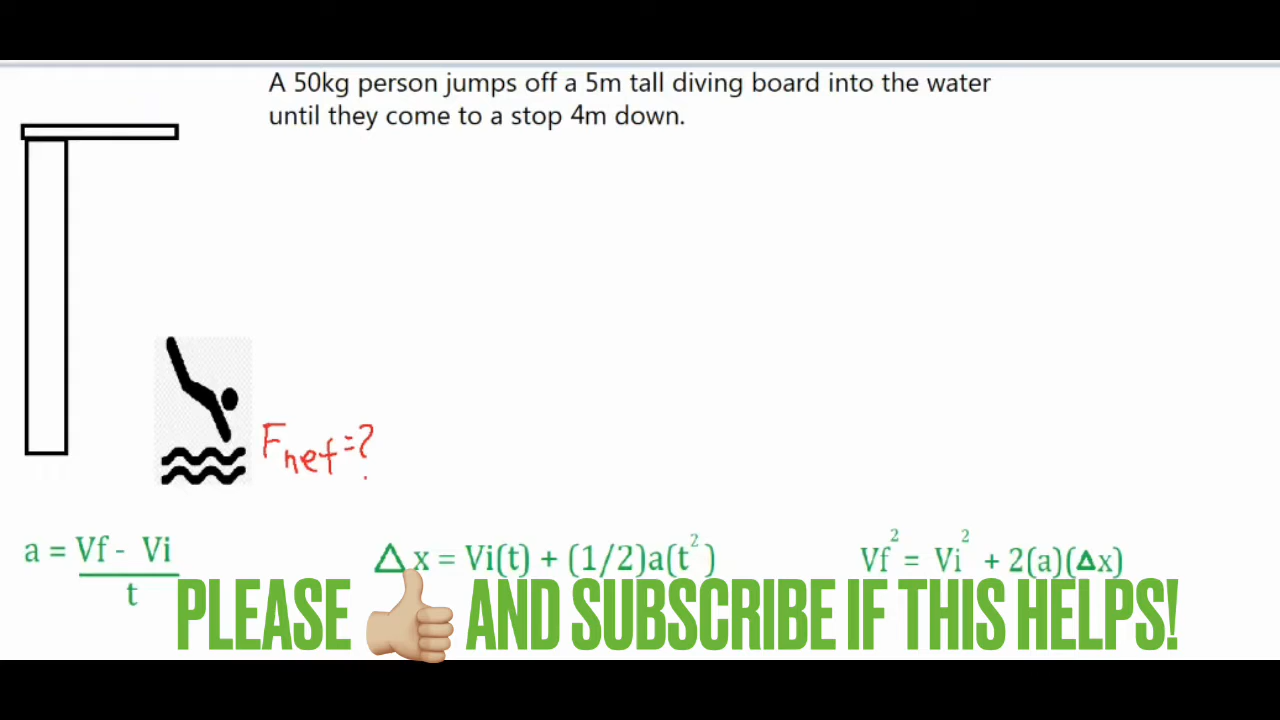 A 50kg person jumps off a 5m tall diving board into the water
until they come to a stop 4m down.
Fnet=?
a = Vf - Vi
t
Δx = Vi(t) + (1/2)a(t²)
Vf² = Vi² + 2(a)(Δx)
PLEASE 👍🏼 AND SUBSCRIBE IF THIS HELPS!